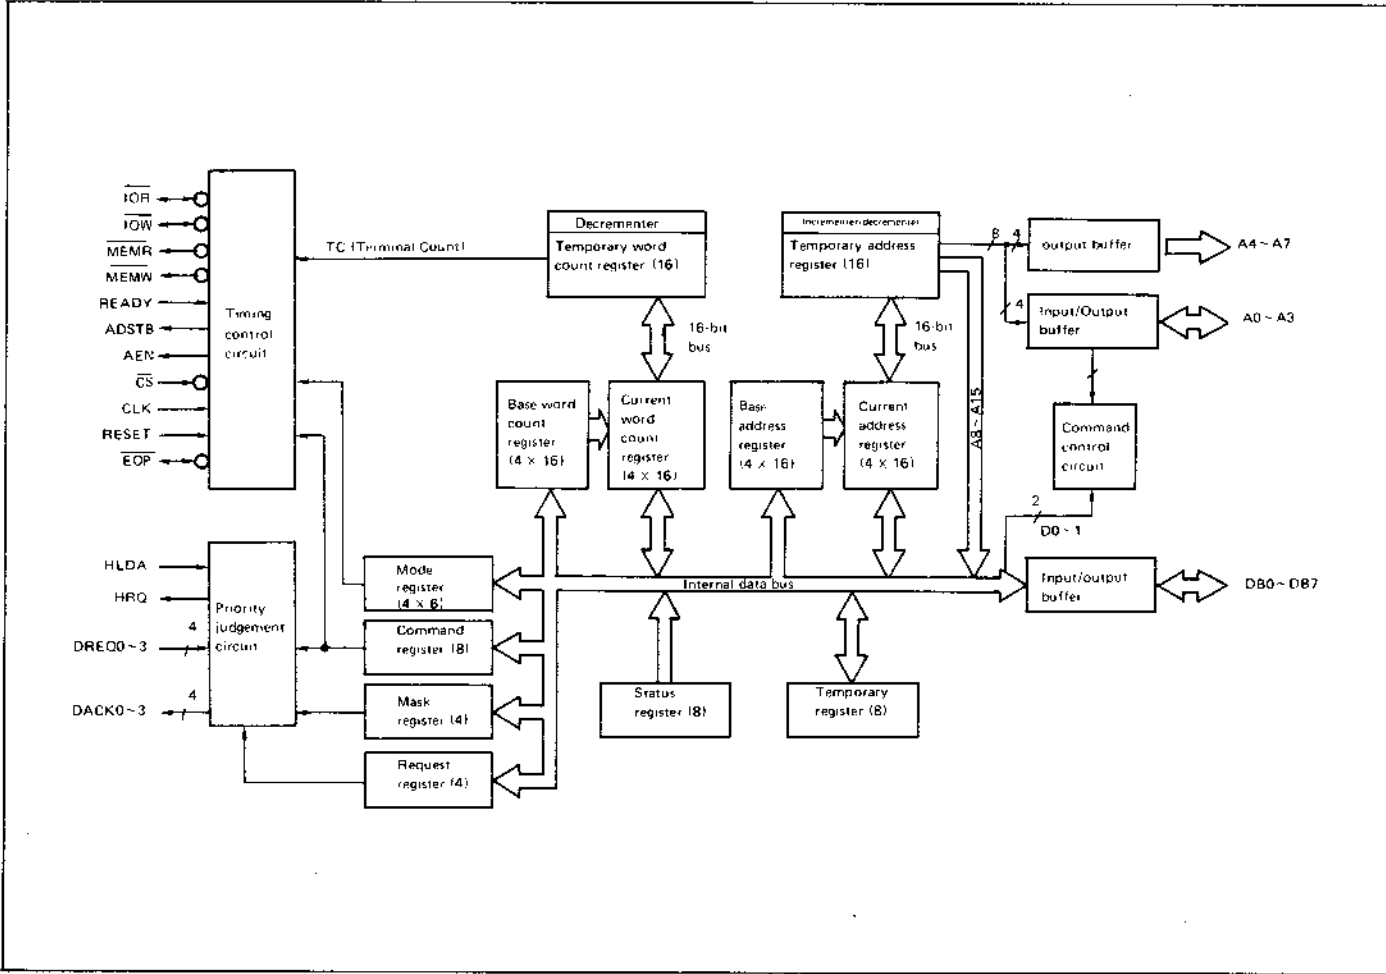 IOR
IOW
MEMR
MEMW
READY
ADSTB
AEN
CS
CLK
RESET
EOP
Timing
control
circuit
TC (Terminal Count)
Decrementer
Temporary word
count register (16)
16-bit
bus
Base word
count
register
(4 × 16)
Current
word
count
register
(4 × 16)
Incrementer/decrementer
Temporary address
register (16)
16-bit
bus
Base
address
register
(4 × 16)
Current
address
register
(4 × 16)
A8~A15
8
4
output buffer
A4~A7
4
Input/Output
buffer
A0~A3
Command
control
circuit
2
D0~1
Input/output
buffer
DB0~DB7
Internal data bus
HLDA
HRQ
4
DREQ0~3
4
DACK0~3
Priority
judgement
circuit
Mode
register
(4 × 6)
Command
register (8)
Mask
register (4)
Request
register (4)
Status
register (8)
Temporary
register (8)